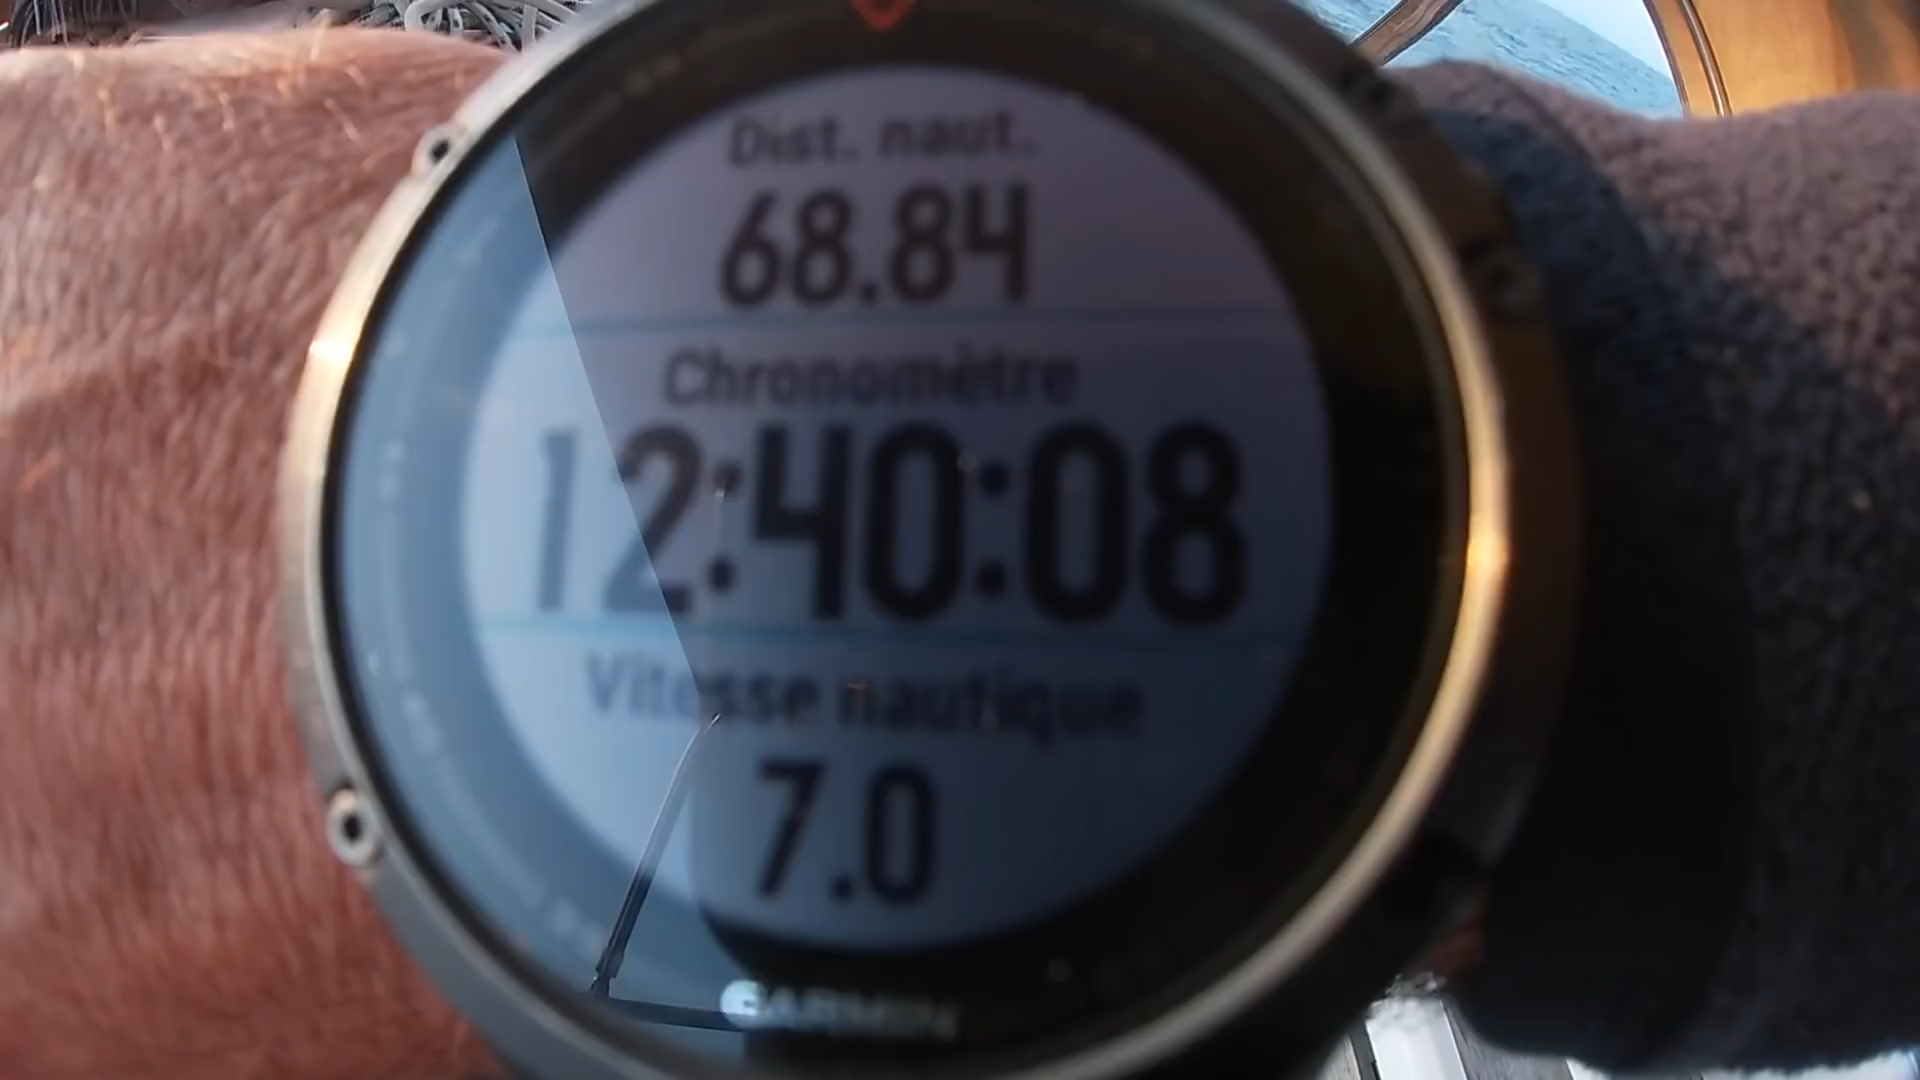 Dist. naut.
68.84
Chronomètre
12:40:08
Vitesse nautique
7.0
GARMIN